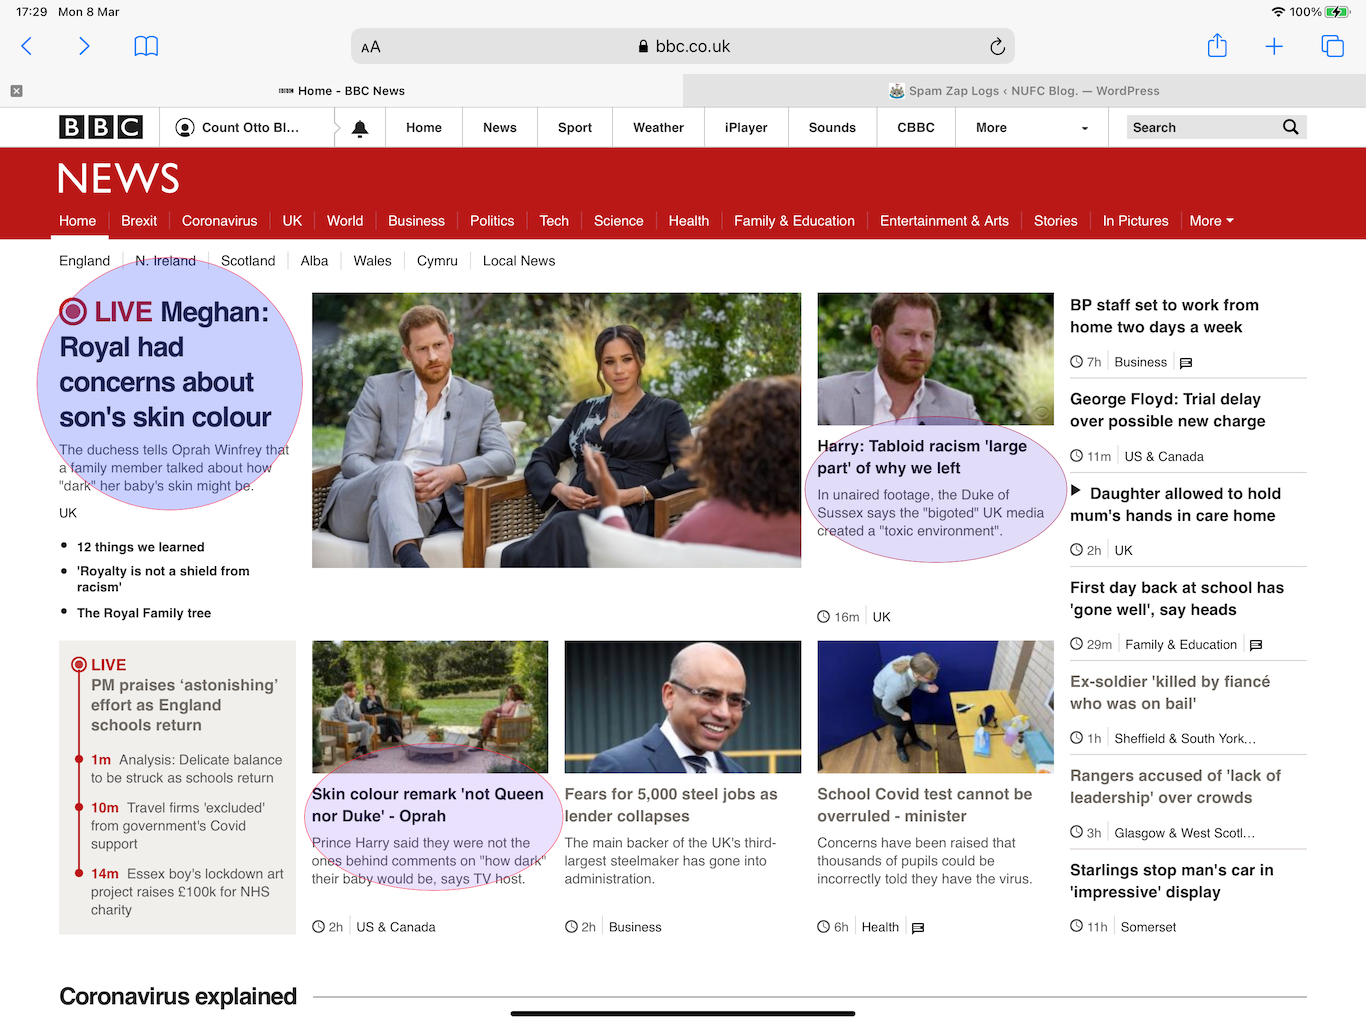 17:29 Mon 8 Mar
100%
AA
bbc.co.uk
BBC Home - BBC News
Spam Zap Logs ‹ NUFC Blog. — WordPress
BBC
Count Otto Bl...
Home
News
Sport
Weather
iPlayer
Sounds
CBBC
More
Search
NEWS
Home
Brexit
Coronavirus
UK
World
Business
Politics
Tech
Science
Health
Family & Education
Entertainment & Arts
Stories
In Pictures
More
England
N. Ireland
Scotland
Alba
Wales
Cymru
Local News
LIVE Meghan:
Royal had
concerns about
son's skin colour
The duchess tells Oprah Winfrey that
a family member talked about how
"dark" her baby's skin might be.
UK
12 things we learned
'Royalty is not a shield from
racism'
The Royal Family tree
Harry: Tabloid racism 'large
part' of why we left
In unaired footage, the Duke of
Sussex says the "bigoted" UK media
created a "toxic environment".
16m UK
BP staff set to work from
home two days a week
7h Business
George Floyd: Trial delay
over possible new charge
11m US & Canada
Daughter allowed to hold
mum's hands in care home
2h UK
First day back at school has
'gone well', say heads
29m Family & Education
Ex-soldier 'killed by fiancé
who was on bail'
1h Sheffield & South York...
Rangers accused of 'lack of
leadership' over crowds
3h Glasgow & West Scotl...
Starlings stop man's car in
'impressive' display
11h Somerset
LIVE
PM praises ‘astonishing’
effort as England
schools return
1m Analysis: Delicate balance
to be struck as schools return
10m Travel firms 'excluded'
from government's Covid
support
14m Essex boy's lockdown art
project raises £100k for NHS
charity
Skin colour remark 'not Queen
nor Duke' - Oprah
Prince Harry said they were not the
ones behind comments on "how dark"
their baby would be, says TV host.
2h US & Canada
Fears for 5,000 steel jobs as
lender collapses
The main backer of the UK's third-
largest steelmaker has gone into
administration.
2h Business
School Covid test cannot be
overruled - minister
Concerns have been raised that
thousands of pupils could be
incorrectly told they have the virus.
6h Health
Coronavirus explained